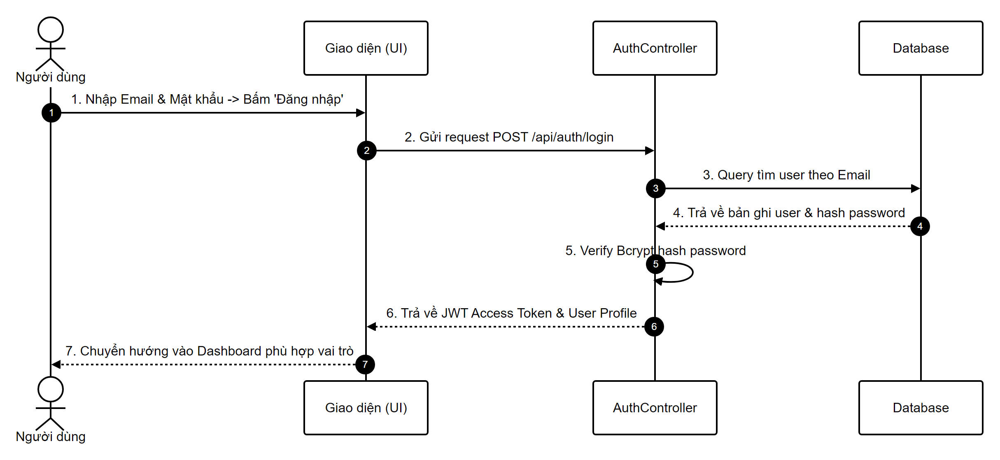 Người dùng
Giao diện (UI)
AuthController
Database
1. Nhập Email & Mật khẩu -> Bấm 'Đăng nhập'
1
2. Gửi request POST /api/auth/login
2
3. Query tìm user theo Email
3
4. Trả về bản ghi user & hash password
4
5. Verify Bcrypt hash password
5
6. Trả về JWT Access Token & User Profile
6
7. Chuyển hướng vào Dashboard phù hợp vai trò
7
Người dùng
Giao diện (UI)
AuthController
Database